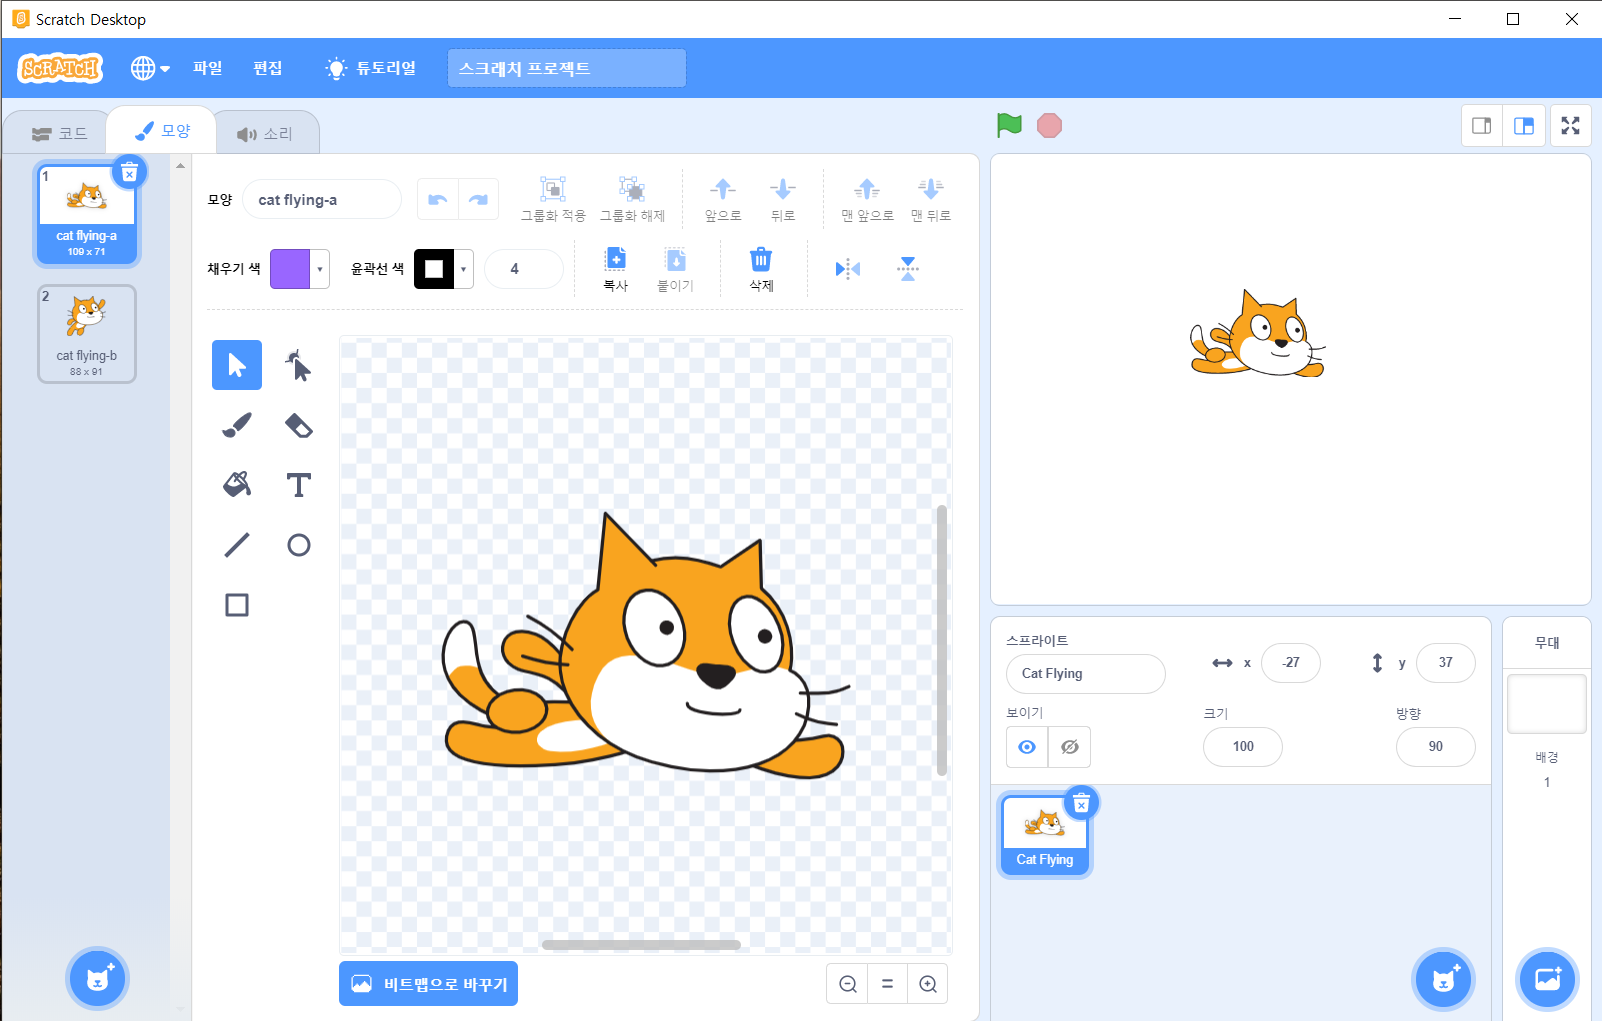 Scratch Desktop
SCRATCH 파일 편집 튜토리얼 스크래치 프로젝트
코드 모양 소리
1
cat flying-a
109 x 71
2
cat flying-b
88 x 91
모양 cat flying-a 그룹화 적용 그룹화 해제 앞으로 뒤로 맨 앞으로 맨 뒤로
채우기 색 윤곽선 색 4 복사 붙이기 삭제
비트맵으로 바꾸기
스프라이트
Cat Flying x -27 y 37
보이기 크기 방향
100 90
Cat Flying
무대
배경
1